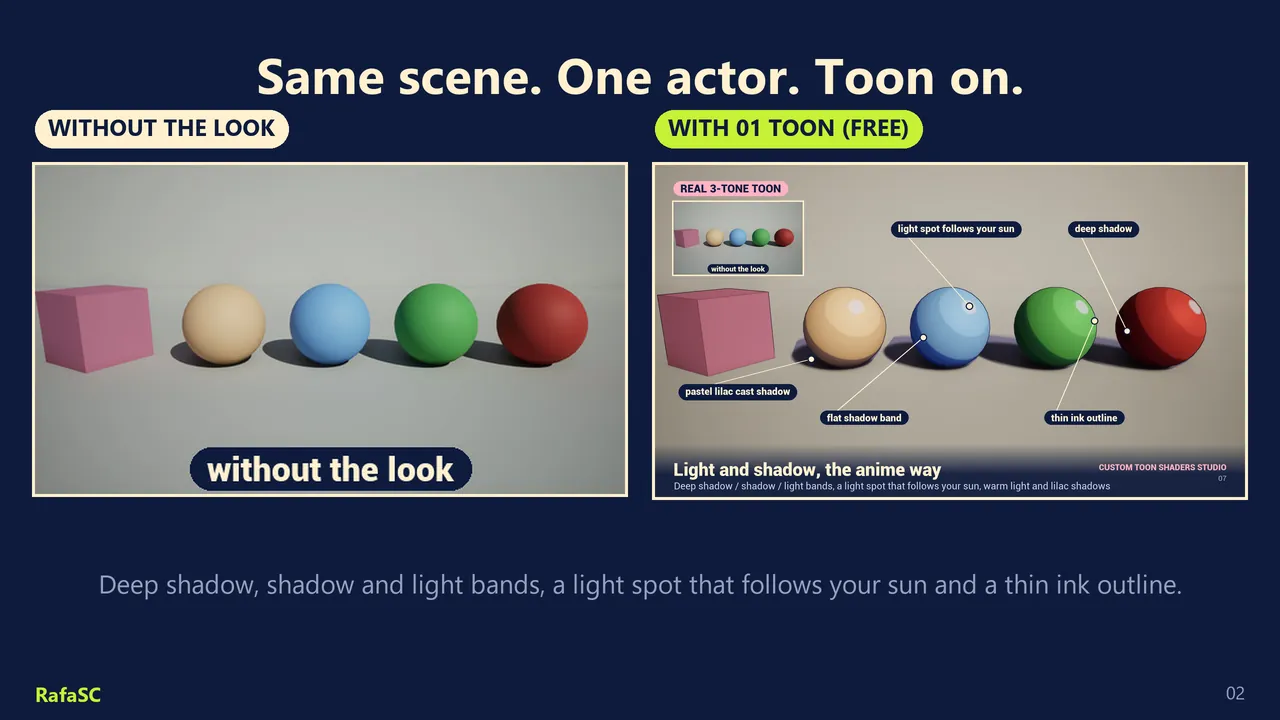 Same scene. One actor. Toon on.
WITHOUT THE LOOK
without the look
WITH 01 TOON (FREE)
REAL 3-TONE TOON
without the look
light spot follows your sun
deep shadow
pastel lilac cast shadow
flat shadow band
thin ink outline
Light and shadow, the anime way
Deep shadow / shadow / light bands, a light spot that follows your sun, warm light and lilac shadows
CUSTOM TOON SHADERS STUDIO
07
Deep shadow, shadow and light bands, a light spot that follows your sun and a thin ink outline.
RafaSC
02